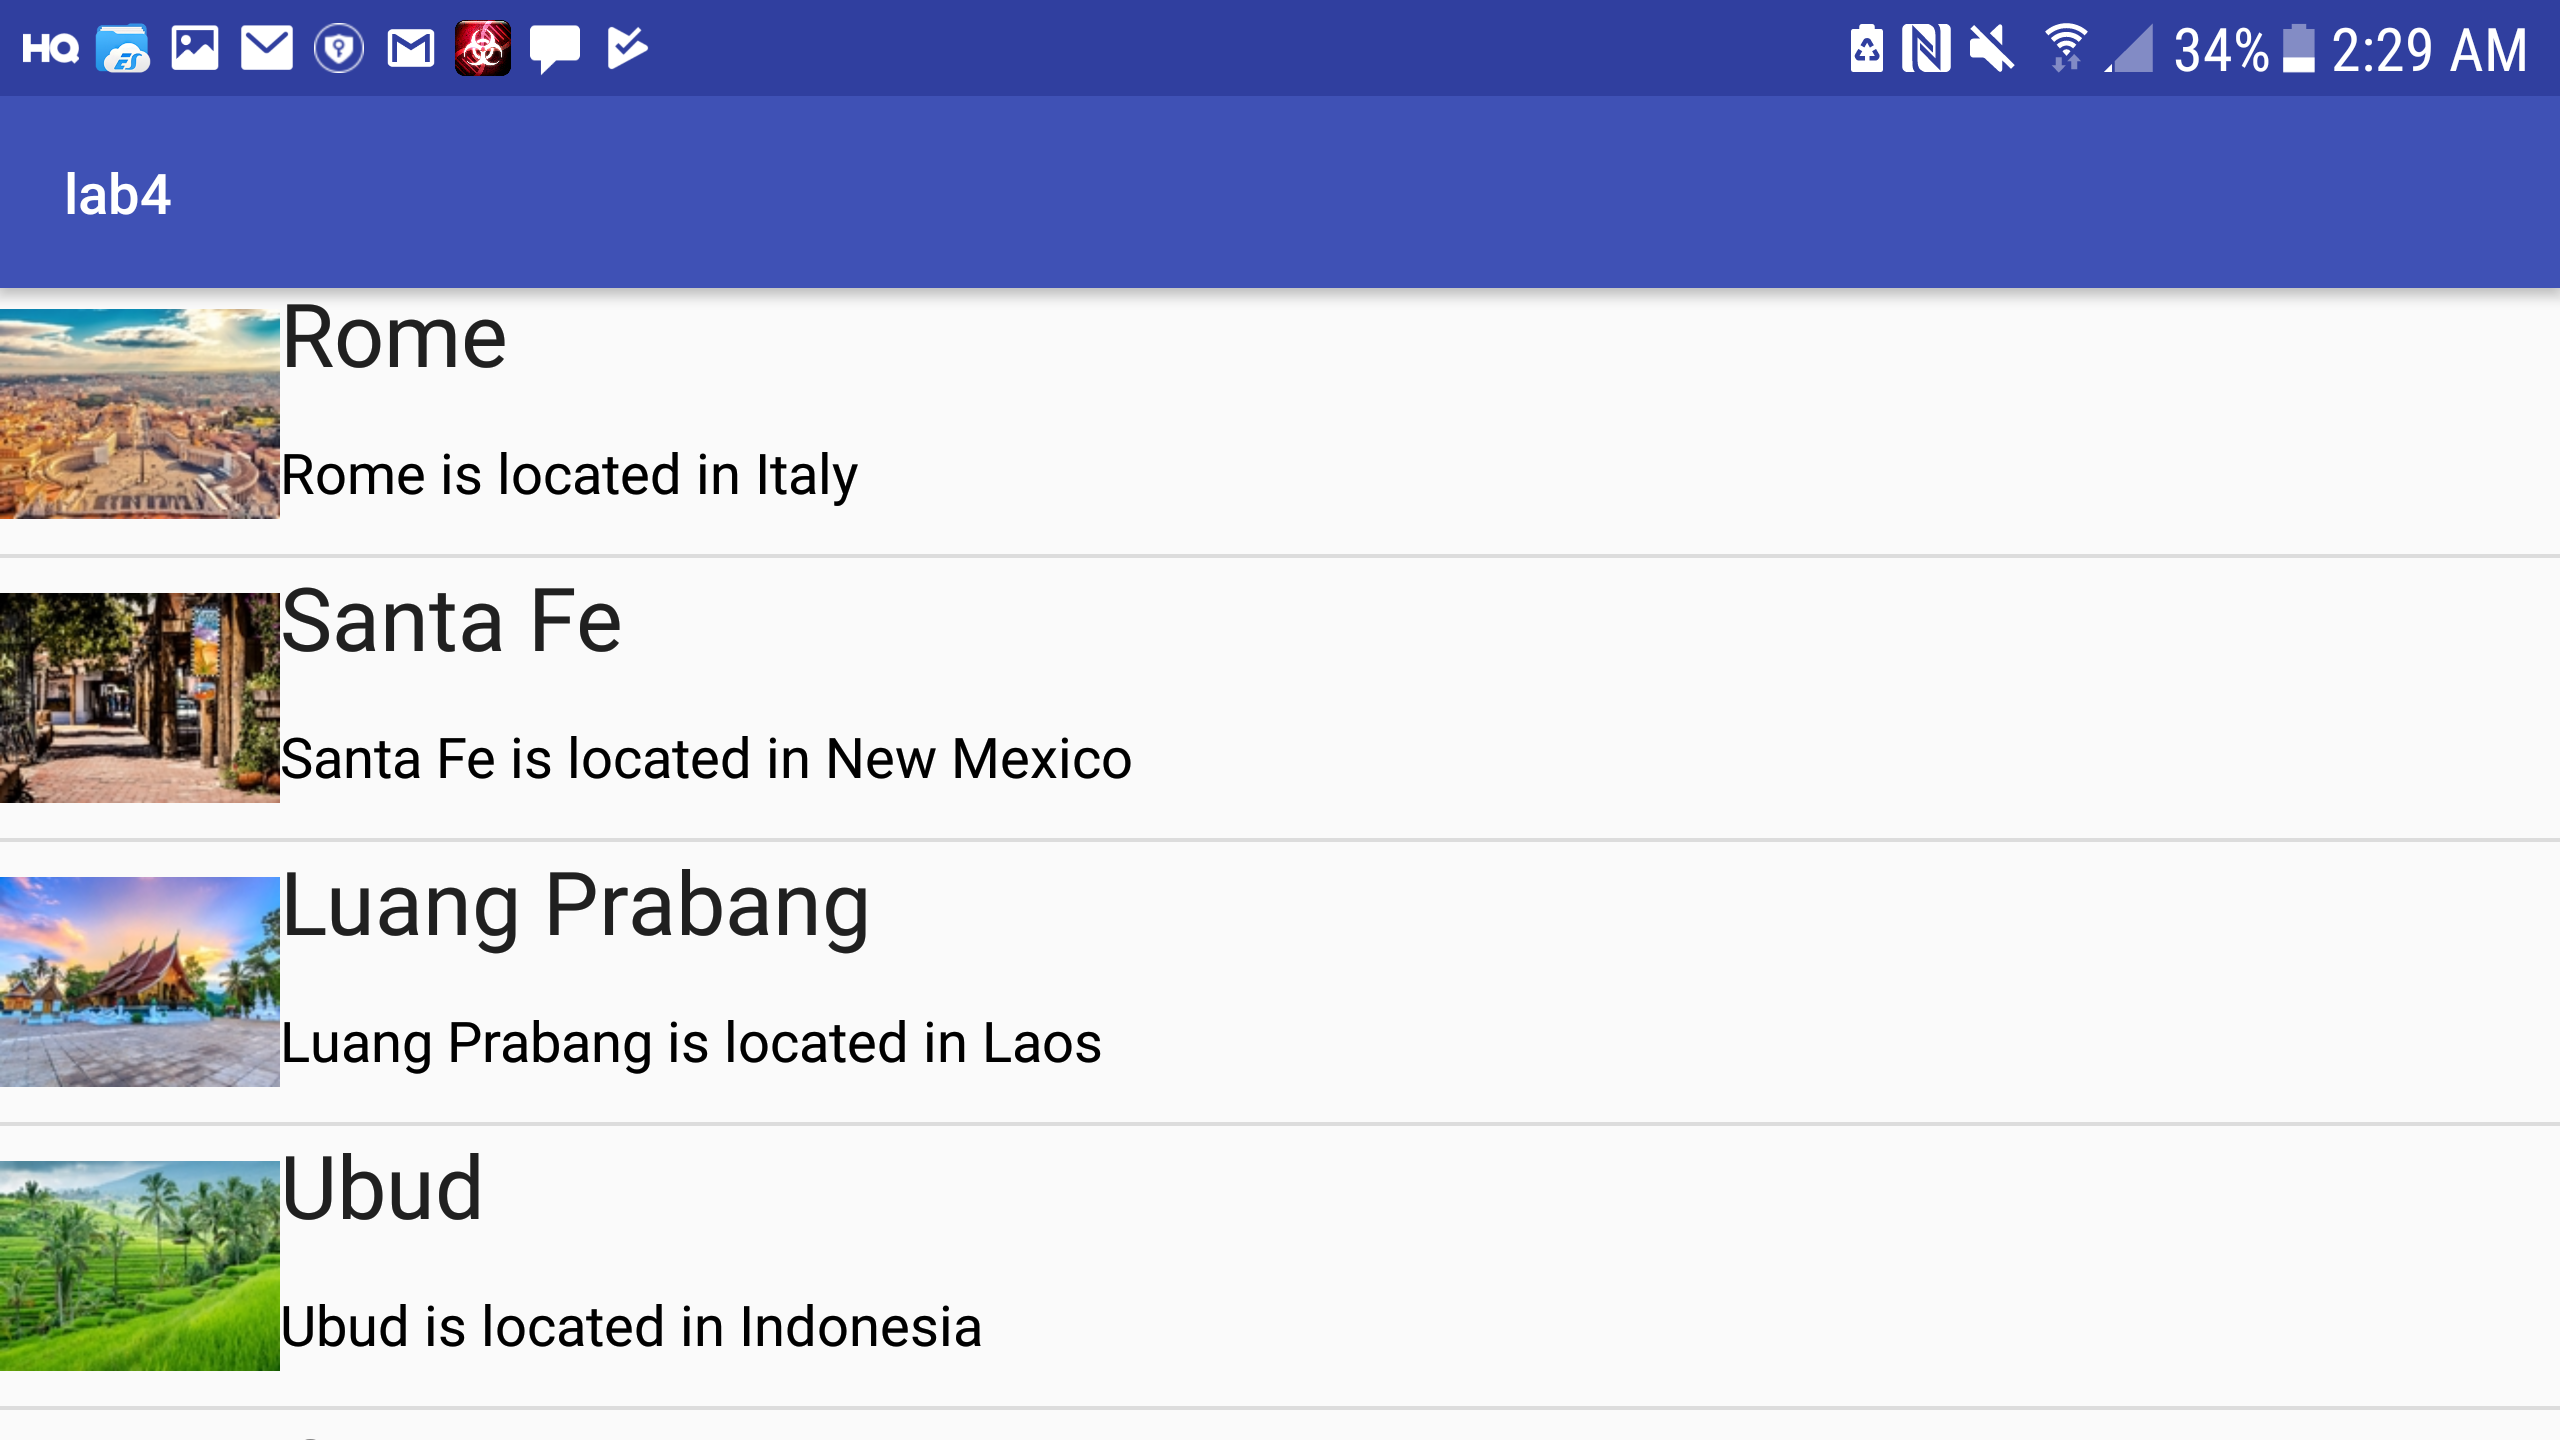 HQ ES 34% 2:29 AM
lab4
Rome
Rome is located in Italy
Santa Fe
Santa Fe is located in New Mexico
Luang Prabang
Luang Prabang is located in Laos
Ubud
Ubud is located in Indonesia